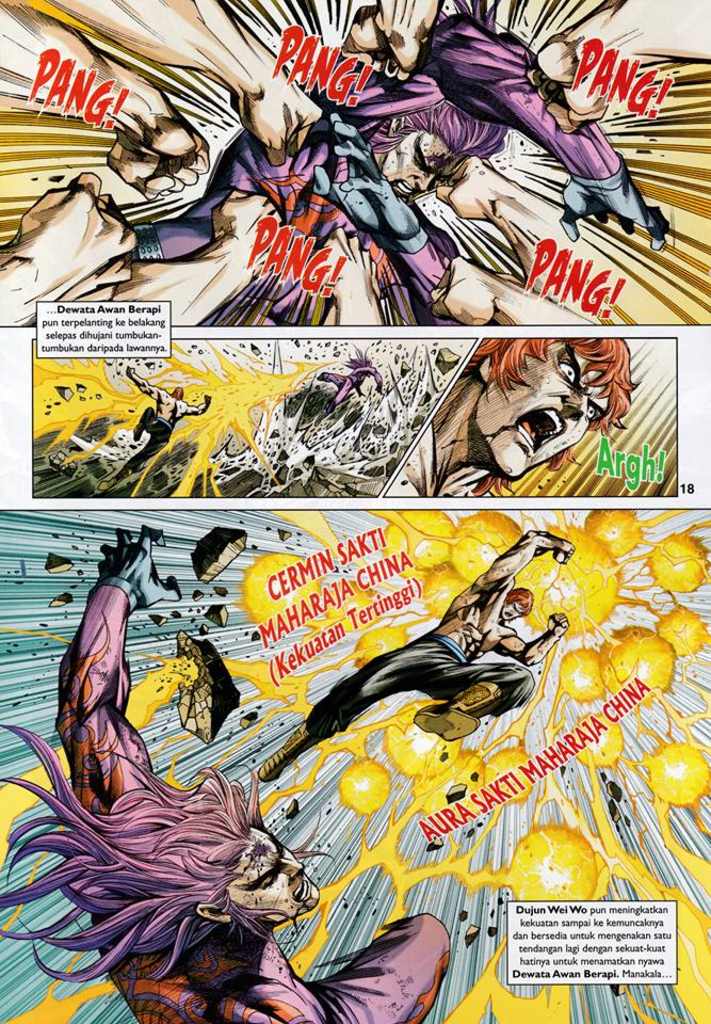 PANG!
PANG!
PANG!
PANG!
PANG!
...Dewata Awan Berapi
pun terpelanting ke belakang
selepas dihujani tumbukan-
tumbukan daripada lawannya.
Argh!
18
CERMIN SAKTI
MAHARAJA CHINA
(Kekuatan Tertinggi)
AURA SAKTI MAHARAJA CHINA
Dujun Wei Wo pun meningkatkan
kekuatan sampai ke kemuncaknya
dan bersedia untuk mengenakan satu
tendangan lagi dengan sekuat-kuat
hatinya untuk menamatkan nyawa
Dewata Awan Berapi. Manakala...